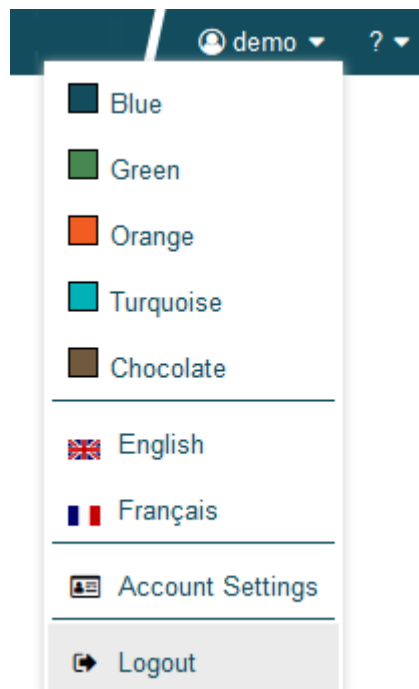 demo ?
Blue
Green
Orange
Turquoise
Chocolate
English
Français
Account Settings
Logout